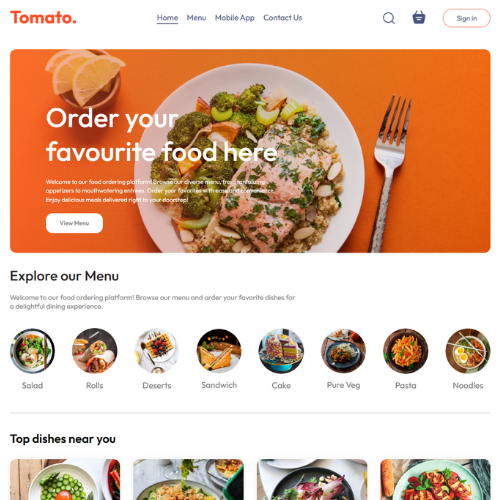 Tomato.
Home Menu Mobile App Contact Us
Sign in
Order your
favourite food here
Welcome to our food ordering platform! Browse our diverse menu, from tantalizing
appetizers to mouthwatering entrees. Order your favorites with ease and convenience.
Enjoy delicious meals delivered right to your doorstep!
View Menu
Explore our Menu
Welcome to our food ordering platform! Browse our menu and order your favorite dishes for
a delightful dining experience.
Salad Rolls Deserts Sandwich Cake Pure Veg Pasta Noodles
Top dishes near you